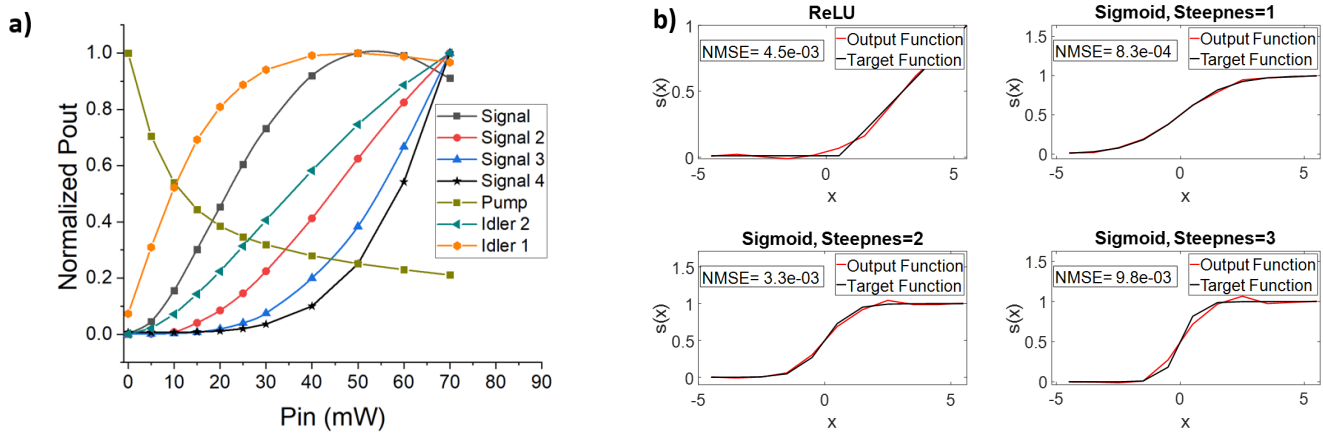 a)
1.0
0.8
0.6
0.4
0.2
0.0
Normalized Pout
0 10 20 30 40 50 60 70 80 90
Pin (mW)
Signal
Signal 2
Signal 3
Signal 4
Pump
Idler 2
Idler 1
b)
ReLU
NMSE= 4.5e-03
Output Function
Target Function
1
0.5
0
s(x)
-5 0 5
x
Sigmoid, Steepnes=1
NMSE= 8.3e-04
Output Function
Target Function
1.5
1.0
0.5
0
s(x)
-5 0 5
x
Sigmoid, Steepnes=2
NMSE= 3.3e-03
Output Function
Target Function
1.5
1
0.5
0
s(x)
-5 0 5
x
Sigmoid, Steepnes=3
NMSE= 9.8e-03
Output Function
Target Function
1.5
1
0.5
0
s(x)
-5 0 5
x